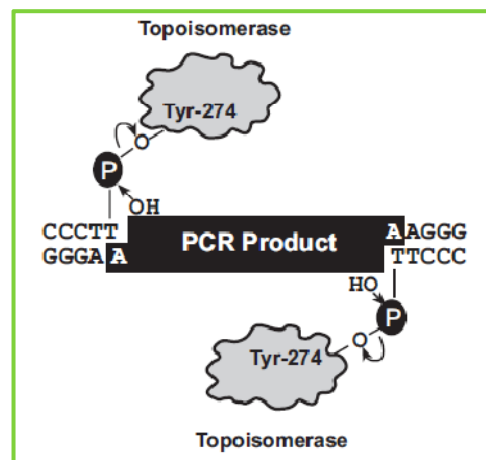 Topoisomerase
Tyr-274
O
P
OH
CCCTT PCR Product A AGGG
GGGA A TTCCC
HO
P
O
Tyr-274
Topoisomerase